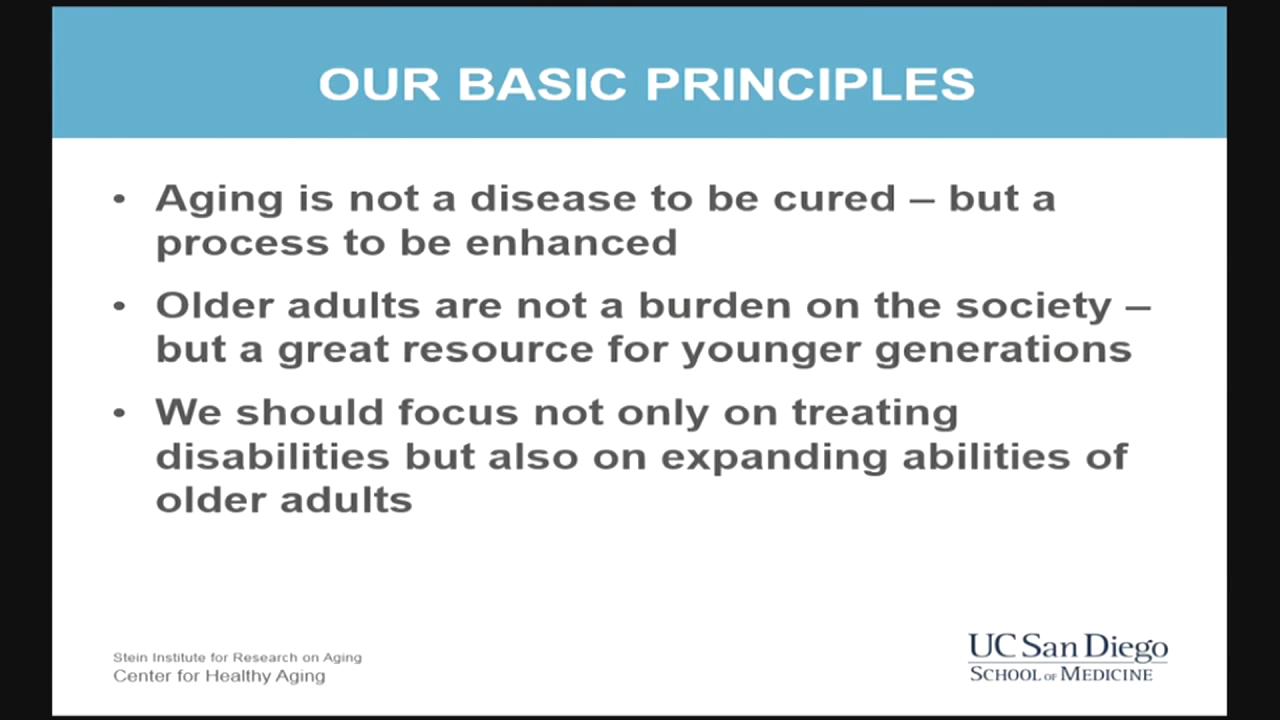 OUR BASIC PRINCIPLES
• Aging is not a disease to be cured – but a
process to be enhanced
• Older adults are not a burden on the society –
but a great resource for younger generations
• We should focus not only on treating
disabilities but also on expanding abilities of
older adults
Stein Institute for Research on Aging
Center for Healthy Aging
UC San Diego
SCHOOL OF MEDICINE